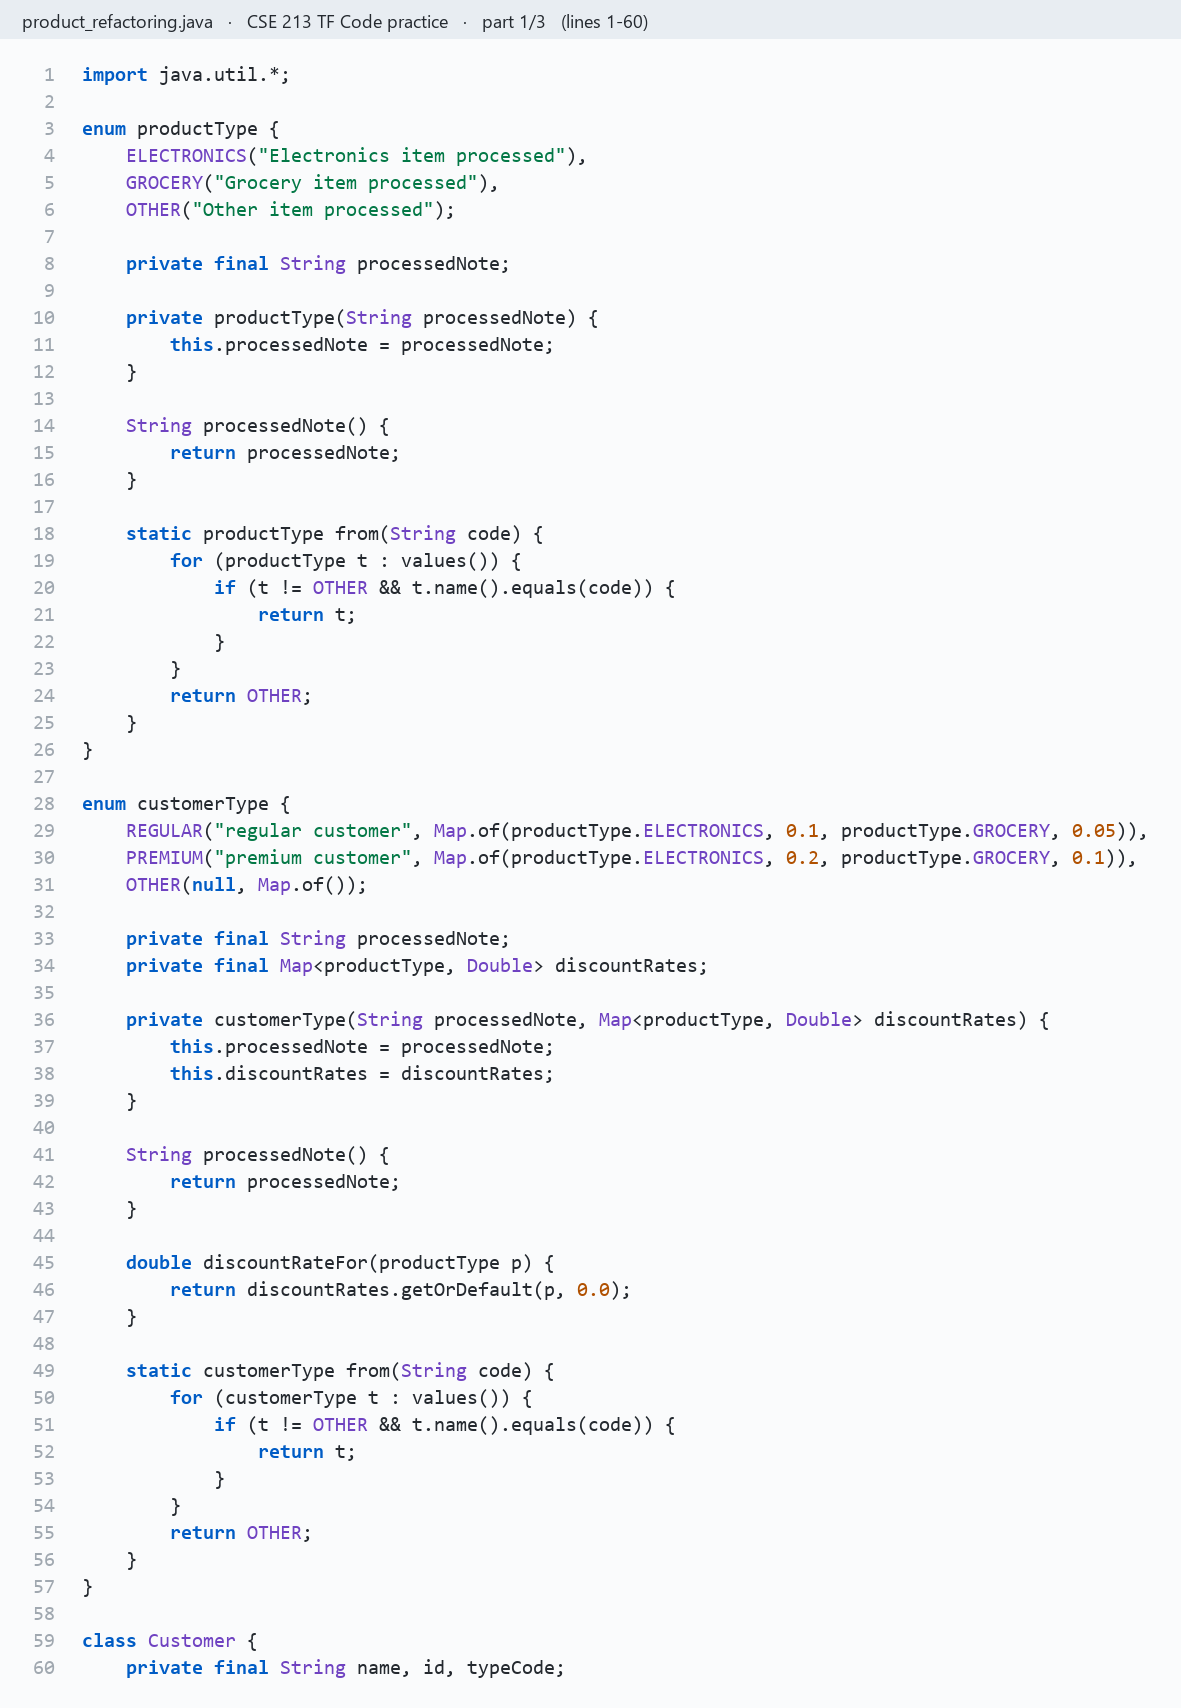 product_refactoring.java · CSE 213 TF Code practice · part 1/3 (lines 1-60)
1 import java.util.*;
2
3 enum productType {
4     ELECTRONICS("Electronics item processed"),
5     GROCERY("Grocery item processed"),
6     OTHER("Other item processed");
7
8     private final String processedNote;
9
10     private productType(String processedNote) {
11         this.processedNote = processedNote;
12     }
13
14     String processedNote() {
15         return processedNote;
16     }
17
18     static productType from(String code) {
19         for (productType t : values()) {
20             if (t != OTHER && t.name().equals(code)) {
21                 return t;
22             }
23         }
24         return OTHER;
25     }
26 }
27
28 enum customerType {
29     REGULAR("regular customer", Map.of(productType.ELECTRONICS, 0.1, productType.GROCERY, 0.05)),
30     PREMIUM("premium customer", Map.of(productType.ELECTRONICS, 0.2, productType.GROCERY, 0.1)),
31     OTHER(null, Map.of());
32
33     private final String processedNote;
34     private final Map<productType, Double> discountRates;
35
36     private customerType(String processedNote, Map<productType, Double> discountRates) {
37         this.processedNote = processedNote;
38         this.discountRates = discountRates;
39     }
40
41     String processedNote() {
42         return processedNote;
43     }
44
45     double discountRateFor(productType p) {
46         return discountRates.getOrDefault(p, 0.0);
47     }
48
49     static customerType from(String code) {
50         for (customerType t : values()) {
51             if (t != OTHER && t.name().equals(code)) {
52                 return t;
53             }
54         }
55         return OTHER;
56     }
57 }
58
59 class Customer {
60     private final String name, id, typeCode;